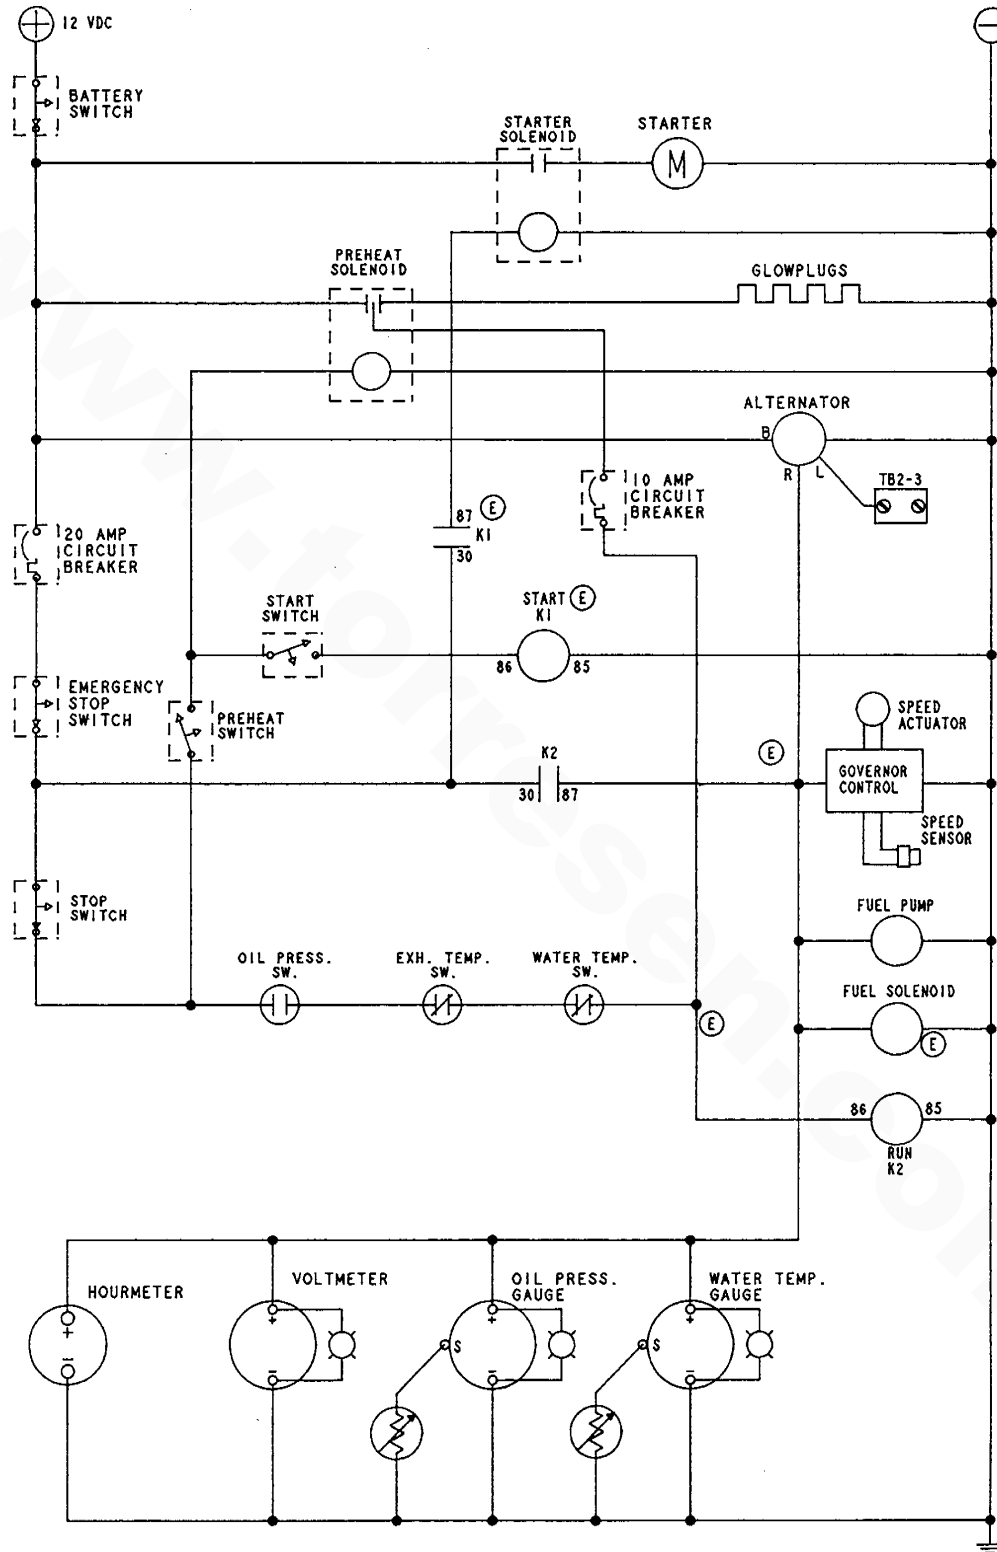 12 VDC
BATTERY
SWITCH
STARTER
SOLENOID
STARTER
M
PREHEAT
SOLENOID
GLOWPLUGS
ALTERNATOR
B
R
L
TB2-3
10 AMP
CIRCUIT
BREAKER
87
E
K1
30
20 AMP
CIRCUIT
BREAKER
START
SWITCH
START
E
K1
86
85
EMERGENCY
STOP
SWITCH
PREHEAT
SWITCH
SPEED
ACTUATOR
K2
30
87
E
GOVERNOR
CONTROL
SPEED
SENSOR
STOP
SWITCH
FUEL PUMP
OIL PRESS.
SW.
EXH. TEMP.
SW.
WATER TEMP.
SW.
E
FUEL SOLENOID
E
86
85
RUN
K2
HOURMETER
+
–
VOLTMETER
+
–
OIL PRESS.
GAUGE
+
S
–
WATER TEMP.
GAUGE
+
S
–
www.torresen.com